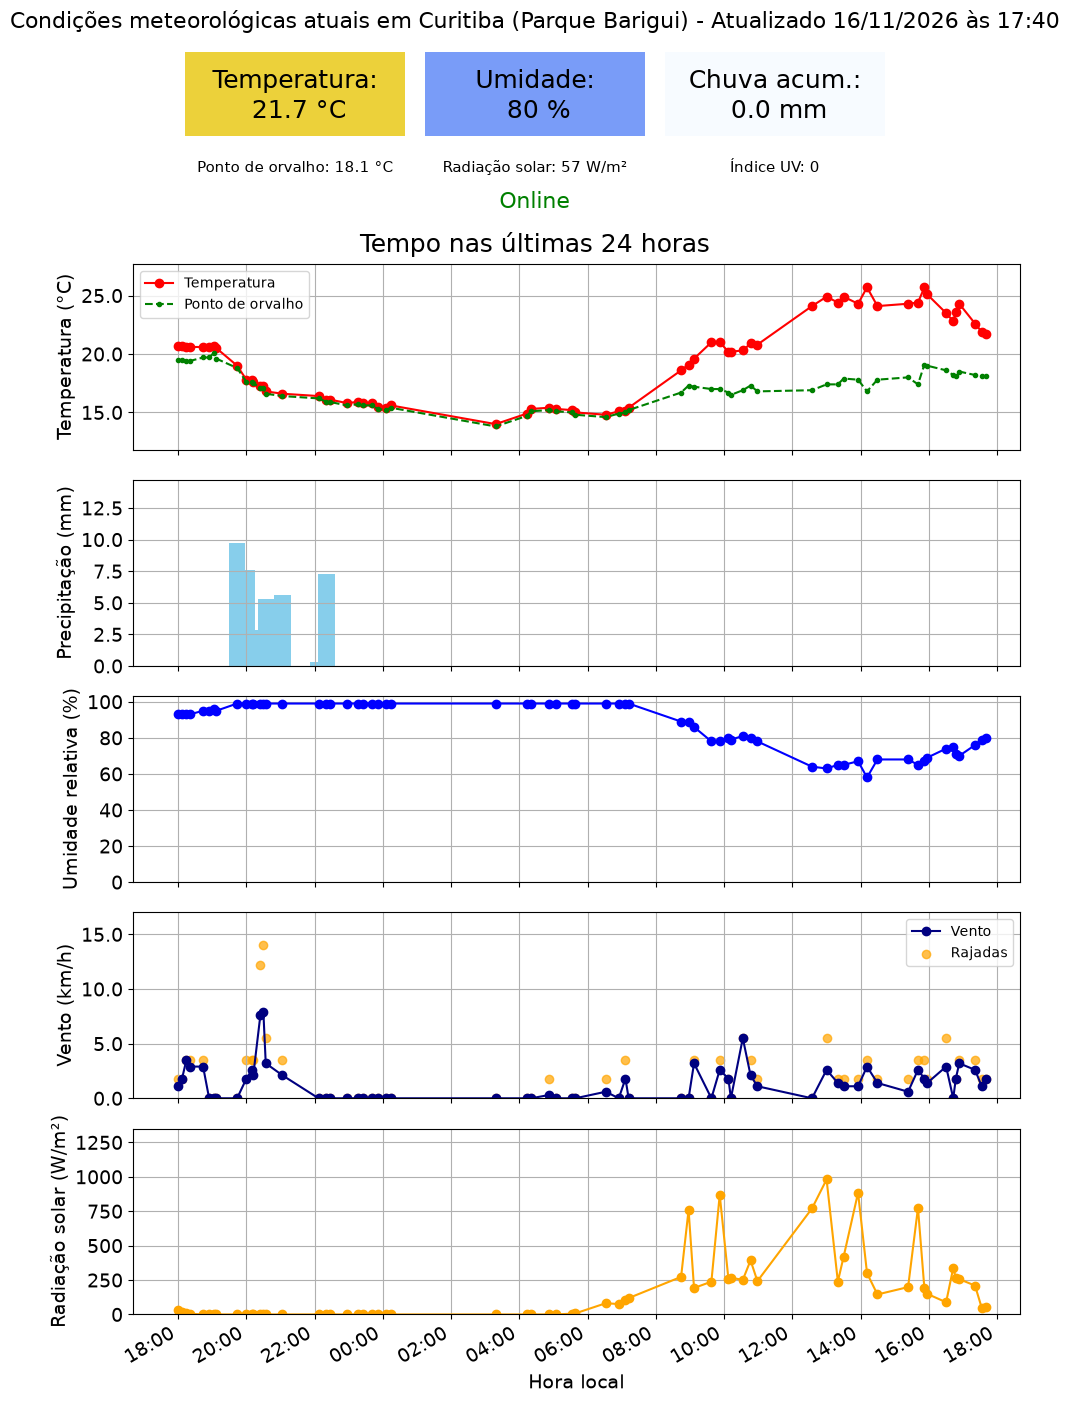 Condições meteorológicas atuais em Curitiba (Parque Barigui) - Atualizado 16/11/2026 às 17:40
Temperatura:
21.7 °C
Umidade:
80 %
Chuva acum.:
0.0 mm
Ponto de orvalho: 18.1 °C
Radiação solar: 57 W/m²
Índice UV: 0
Online
Tempo nas últimas 24 horas
Temperatura (°C)
25.0
20.0
15.0
Temperatura
Ponto de orvalho
Precipitação (mm)
12.5
10.0
7.5
5.0
2.5
0.0
Umidade relativa (%)
100
80
60
40
20
0
Vento (km/h)
15.0
10.0
5.0
0.0
Vento
Rajadas
Radiação solar (W/m²)
1250
1000
750
500
250
0
18:00
20:00
22:00
00:00
02:00
04:00
06:00
08:00
10:00
12:00
14:00
16:00
18:00
Hora local